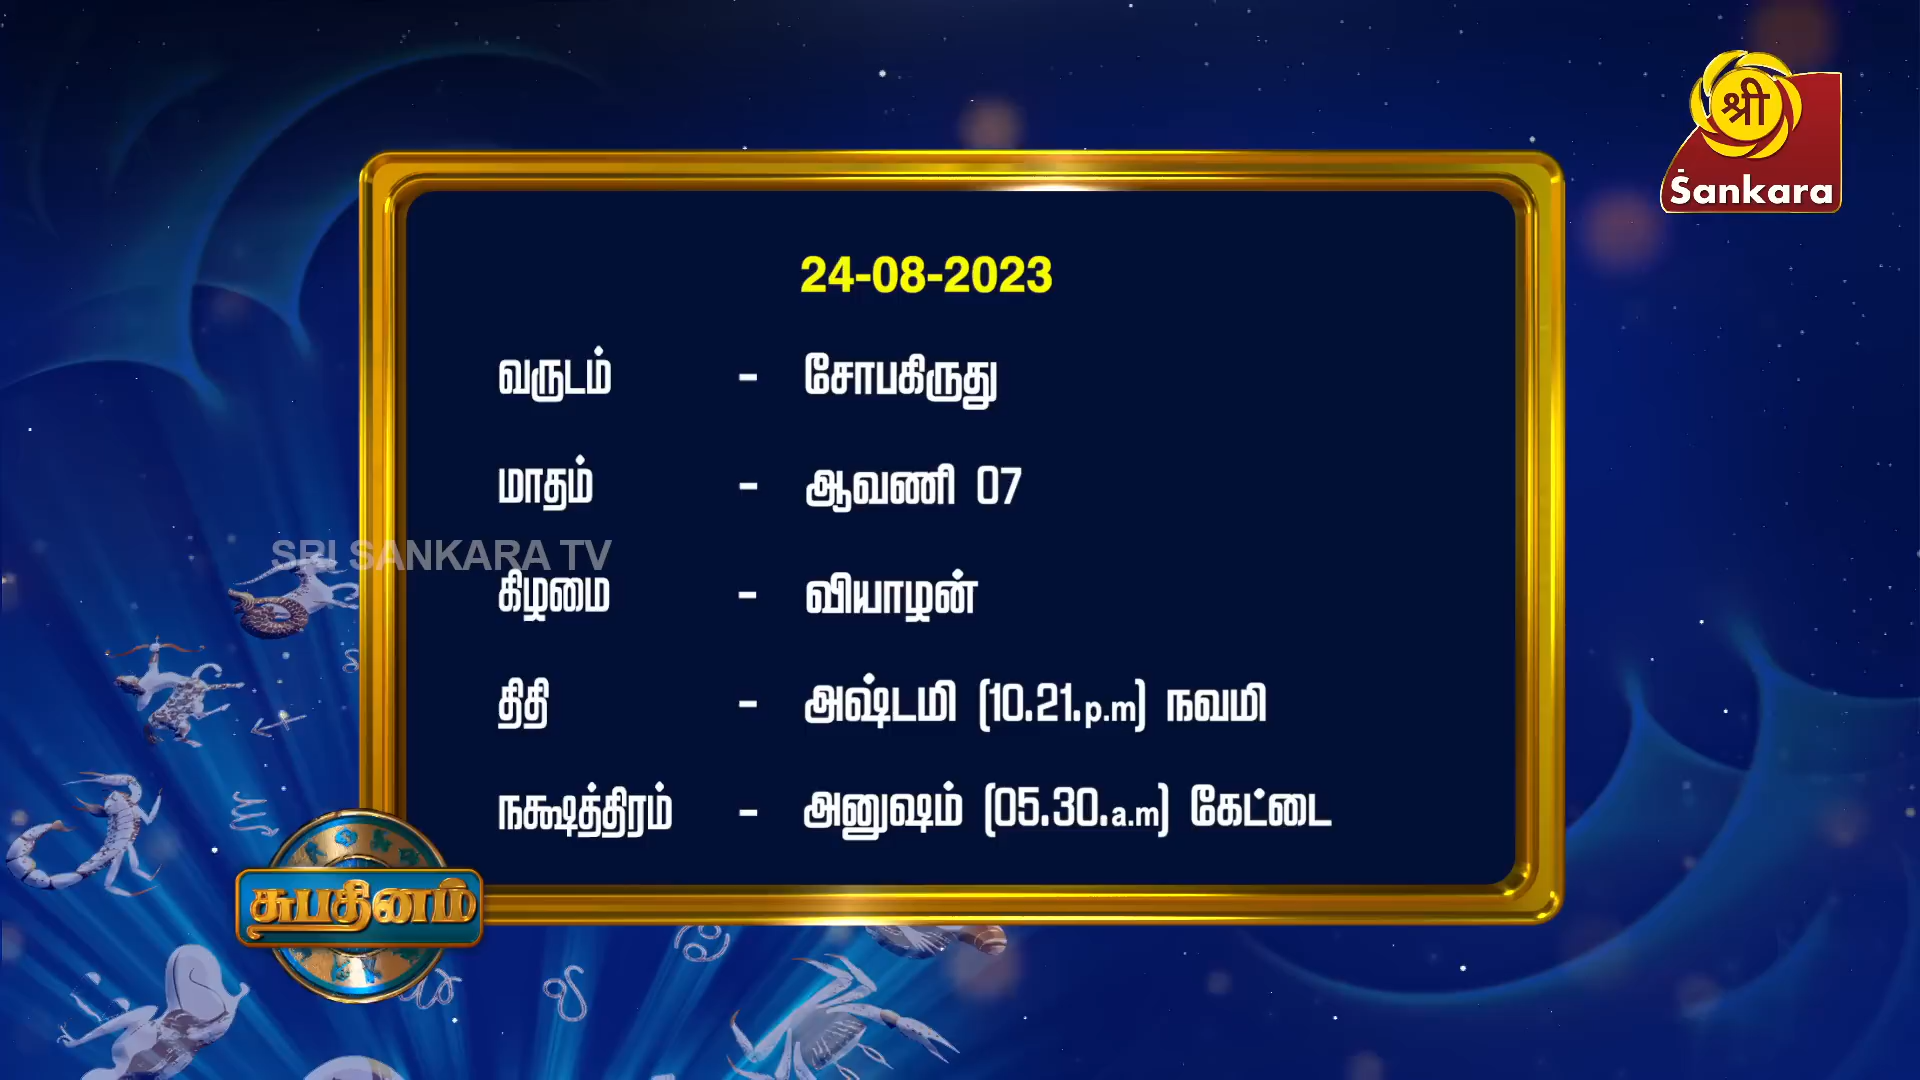 श्री
Sankara
24-08-2023
வருடம் - சோபகிருது
மாதம் - ஆவணி 07
SRI SANKARA TV
கிழமை - வியாழன்
திதி - அஷ்டமி (10.21.p.m) நவமி
நக்ஷத்திரம் - அனுஷம் (05.30.a.m) கேட்டை
சுபதினம்